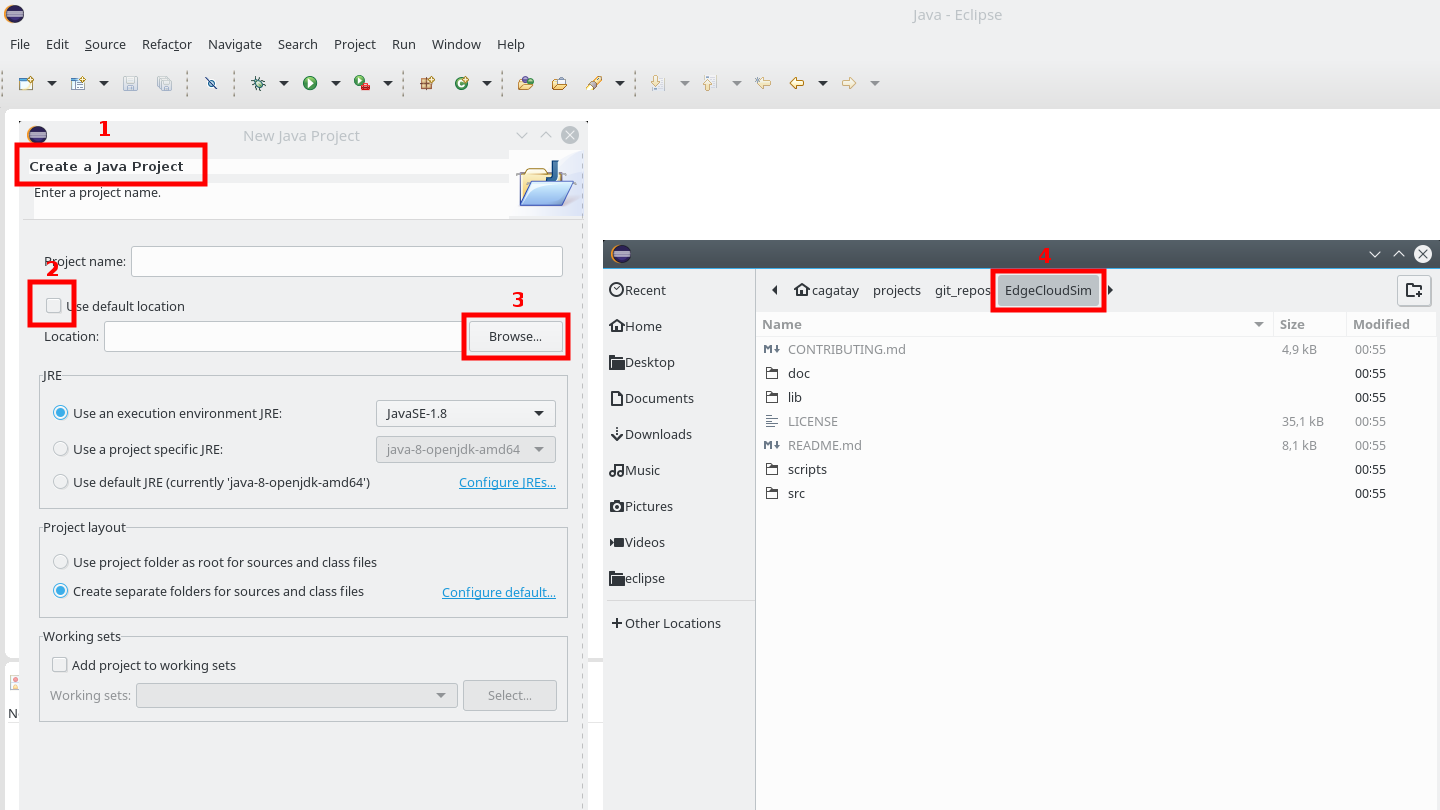 Java - Eclipse
File Edit Source Refactor Navigate Search Project Run Window Help
1
New Java Project
Create a Java Project
Enter a project name.
Project name:
2
Use default location
3
Location: Browse...
JRE
Use an execution environment JRE: JavaSE-1.8
Use a project specific JRE: java-8-openjdk-amd64
Use default JRE (currently 'java-8-openjdk-amd64') Configure JREs...
Project layout
Use project folder as root for sources and class files
Create separate folders for sources and class files Configure default...
Working sets
Add project to working sets
Working sets: Select...
4
Recent
Home
Desktop
Documents
Downloads
Music
Pictures
Videos
eclipse
Other Locations
cagatay projects git_repos EdgeCloudSim
Name Size Modified
CONTRIBUTING.md 4,9 kB 00:55
doc 00:55
lib 00:55
LICENSE 35,1 kB 00:55
README.md 8,1 kB 00:55
scripts 00:55
src 00:55